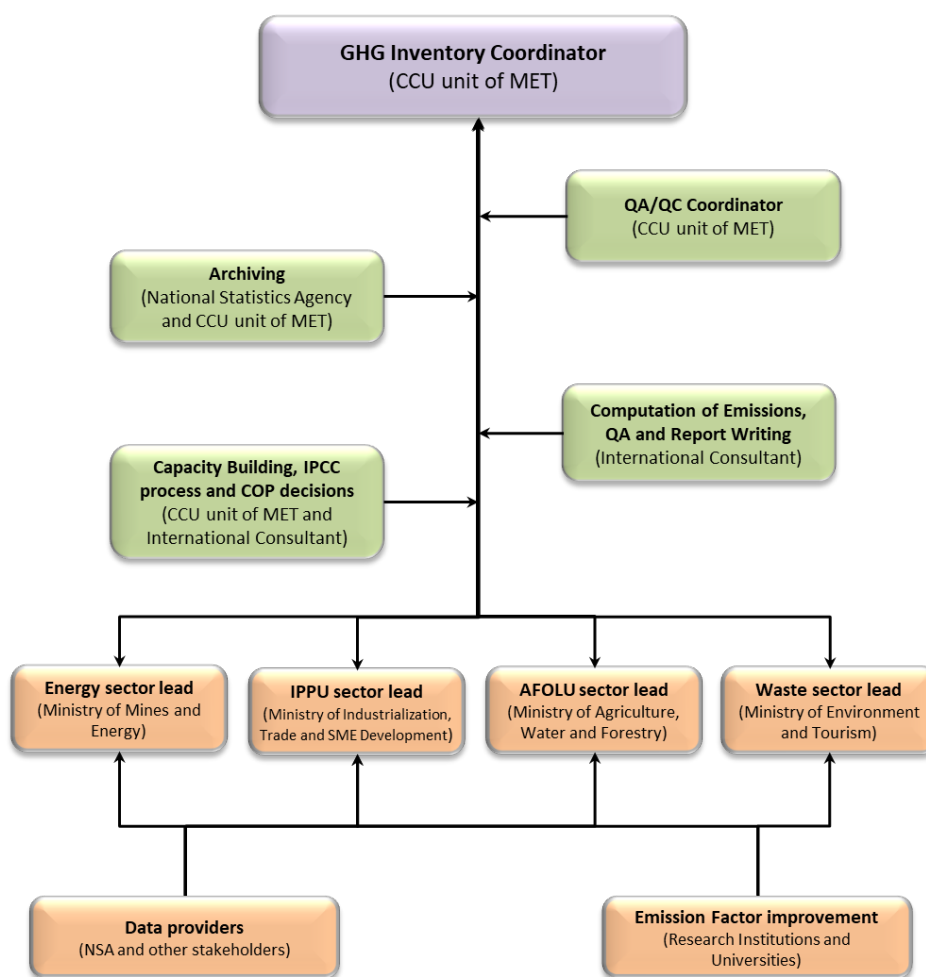 GHG Inventory Coordinator
(CCU unit of MET)
QA/QC Coordinator
(CCU unit of MET)
Archiving
(National Statistics Agency
and CCU unit of MET)
Computation of Emissions,
QA and Report Writing
(International Consultant)
Capacity Building, IPCC
process and COP decisions
(CCU unit of MET and
International Consultant)
Energy sector lead
(Ministry of Mines and
Energy)
IPPU sector lead
(Ministry of Industrialization,
Trade and SME Development)
AFOLU sector lead
(Ministry of Agriculture,
Water and Forestry)
Waste sector lead
(Ministry of Environment
and Tourism)
Data providers
(NSA and other stakeholders)
Emission Factor improvement
(Research Institutions and
Universities)